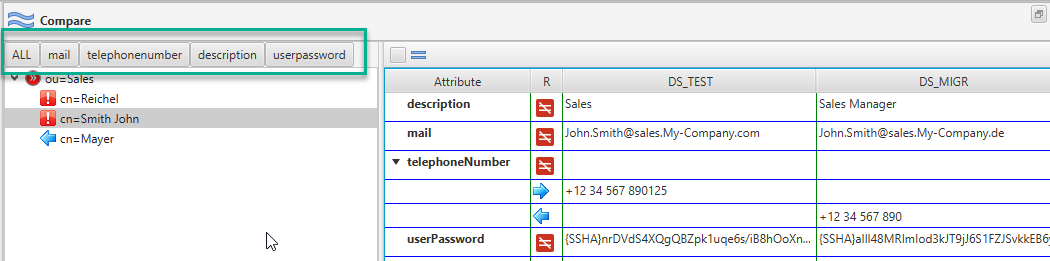 Compare
ALL mail telephonenumber description userpassword
ou=Sales
cn=Reichel
cn=Smith John
cn=Mayer
Attribute R DS_TEST DS_MIGR
description Sales Sales Manager
mail John.Smith@sales.My-Company.com John.Smith@sales.My-Company.de
telephoneNumber
+12 34 567 890125
+12 34 567 890
userPassword {SSHA}nrDVdS4XQgQBZpk1uqe6s/iB8hOoXn...